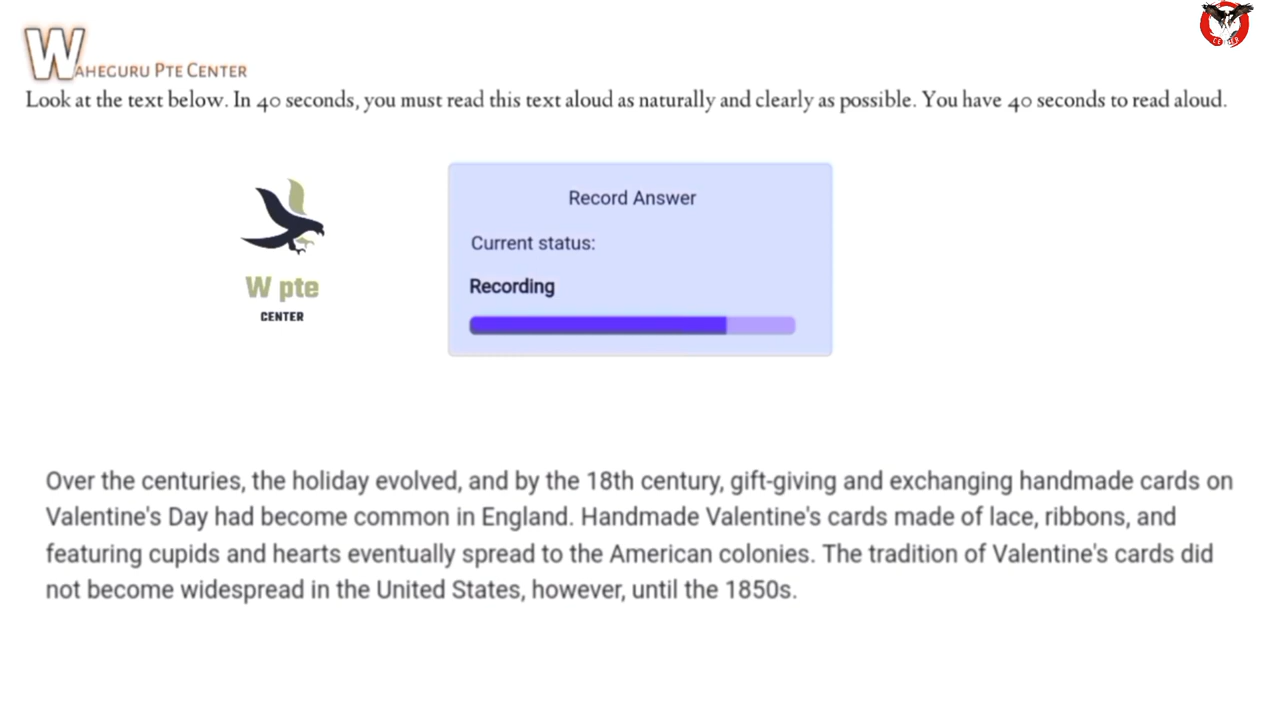 WAHEGURU PTE CENTER
Look at the text below. In 40 seconds, you must read this text aloud as naturally and clearly as possible. You have 40 seconds to read aloud.
Record Answer
Current status:
Recording
W pte
CENTER
Over the centuries, the holiday evolved, and by the 18th century, gift-giving and exchanging handmade cards on
Valentine's Day had become common in England. Handmade Valentine's cards made of lace, ribbons, and
featuring cupids and hearts eventually spread to the American colonies. The tradition of Valentine's cards did
not become widespread in the United States, however, until the 1850s.